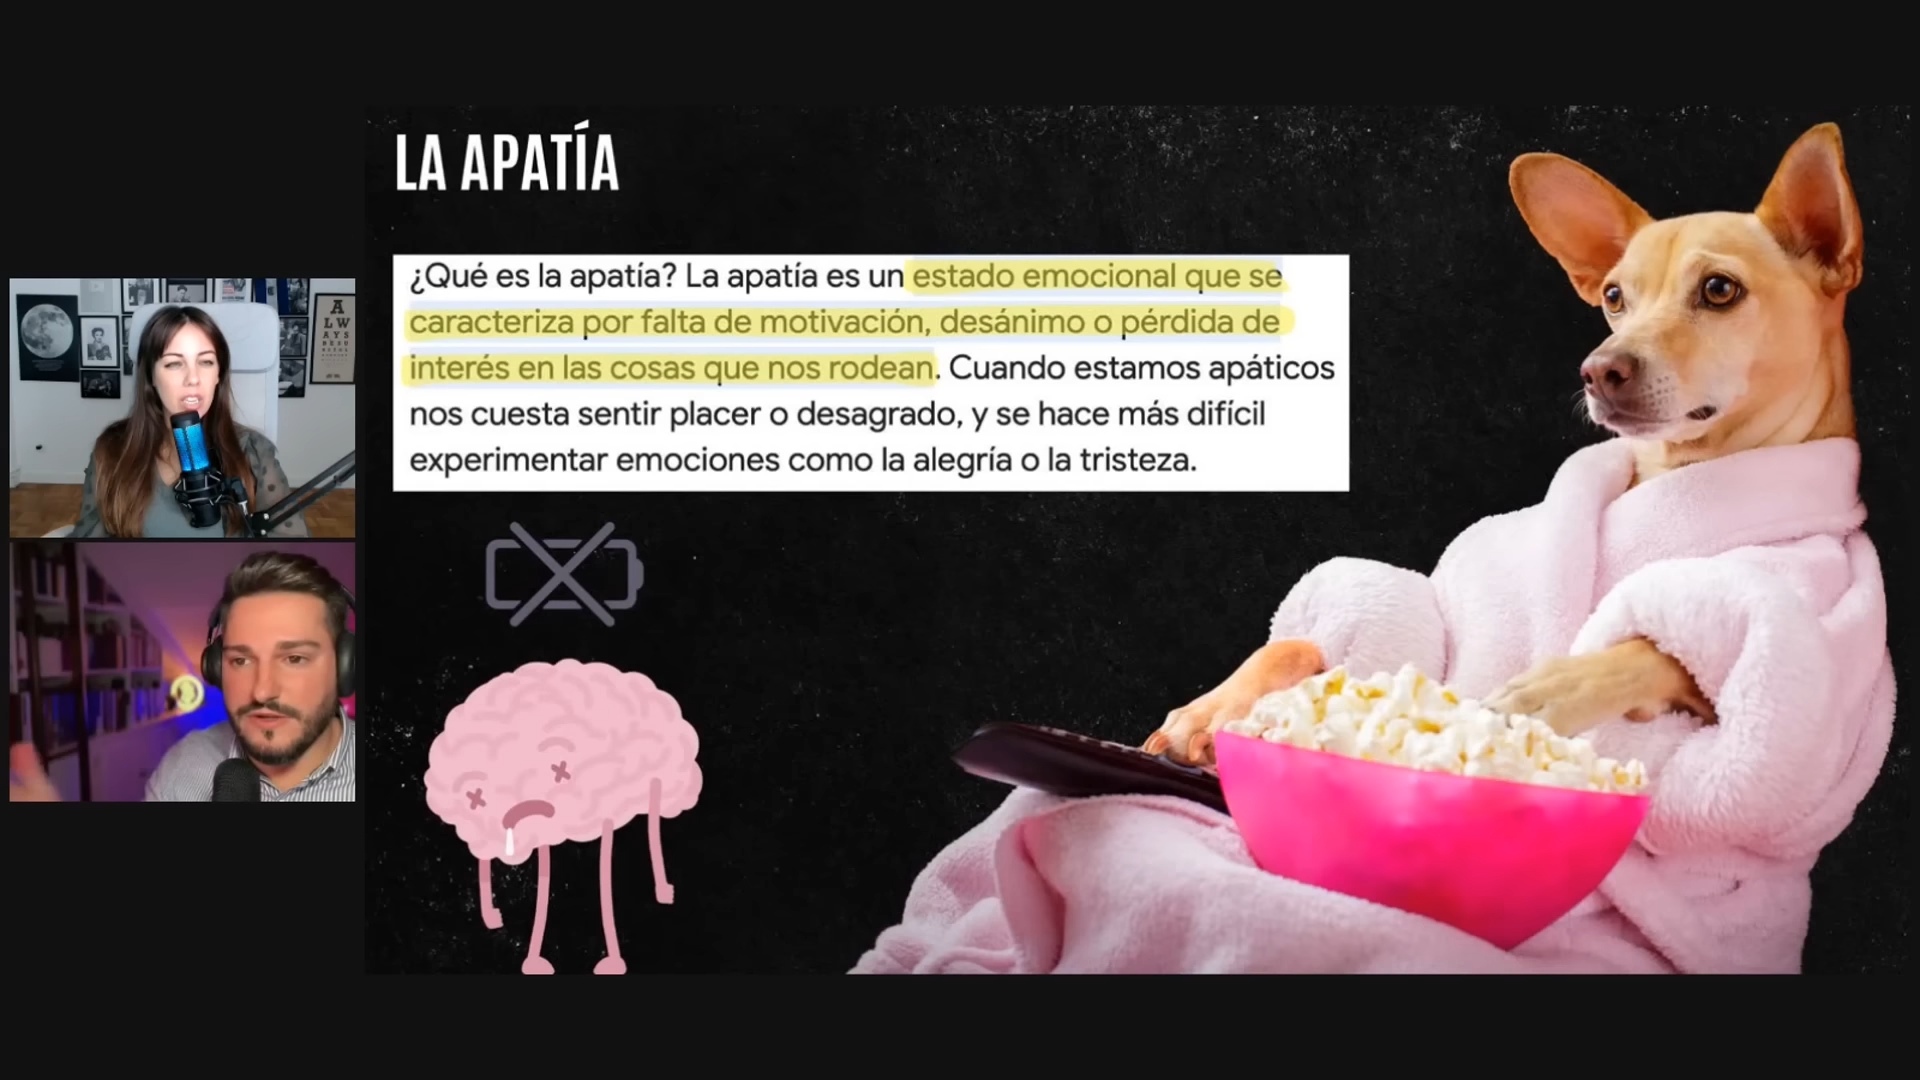 LA APATÍA
¿Qué es la apatía? La apatía es un estado emocional que se
caracteriza por falta de motivación, desánimo o pérdida de
interés en las cosas que nos rodean. Cuando estamos apáticos
nos cuesta sentir placer o desagrado, y se hace más difícil
experimentar emociones como la alegría o la tristeza.
A
L W
A Y S